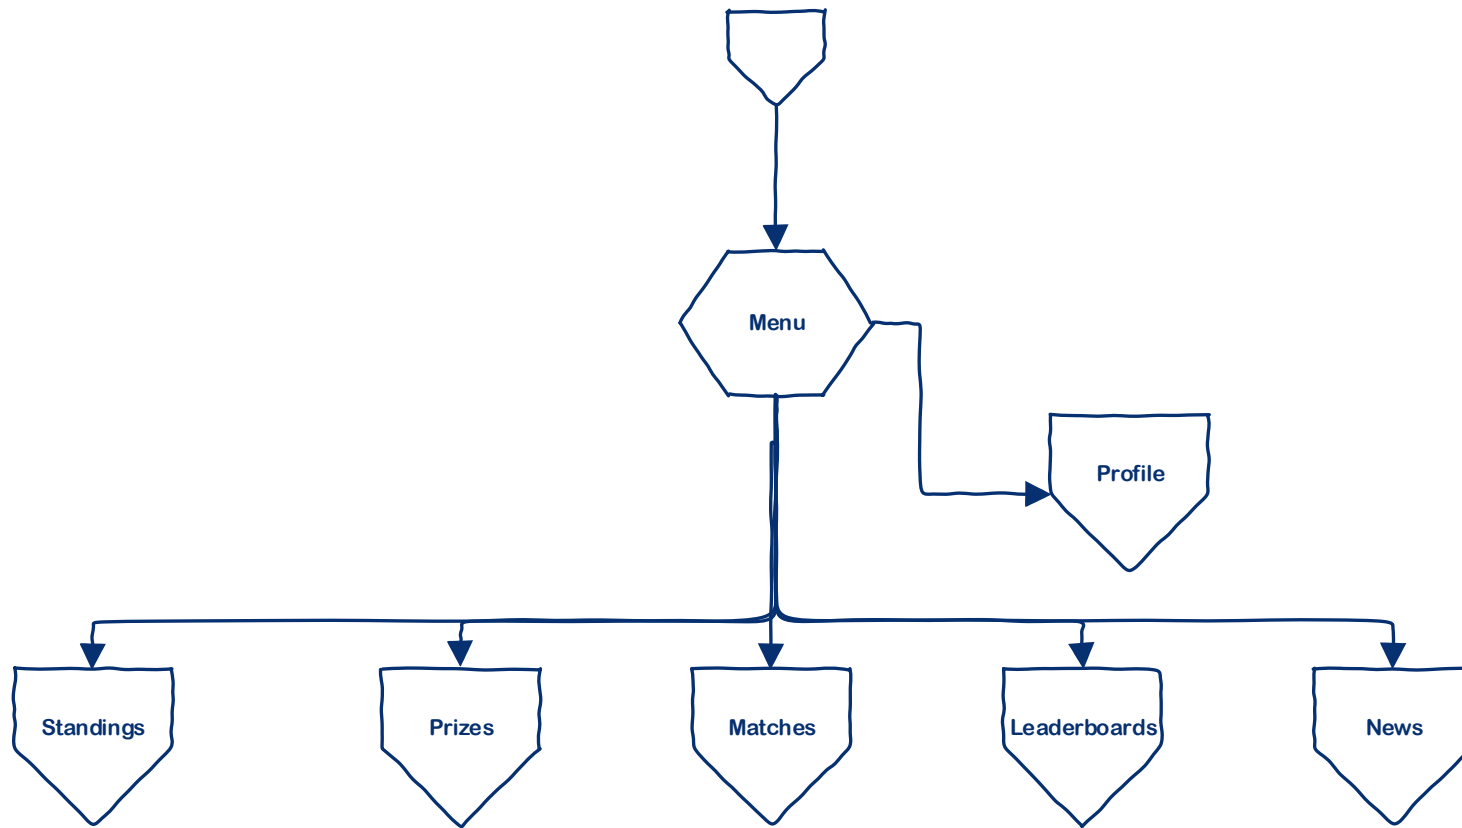 Menu
Profile
Standings
Prizes
Matches
Leaderboards
News